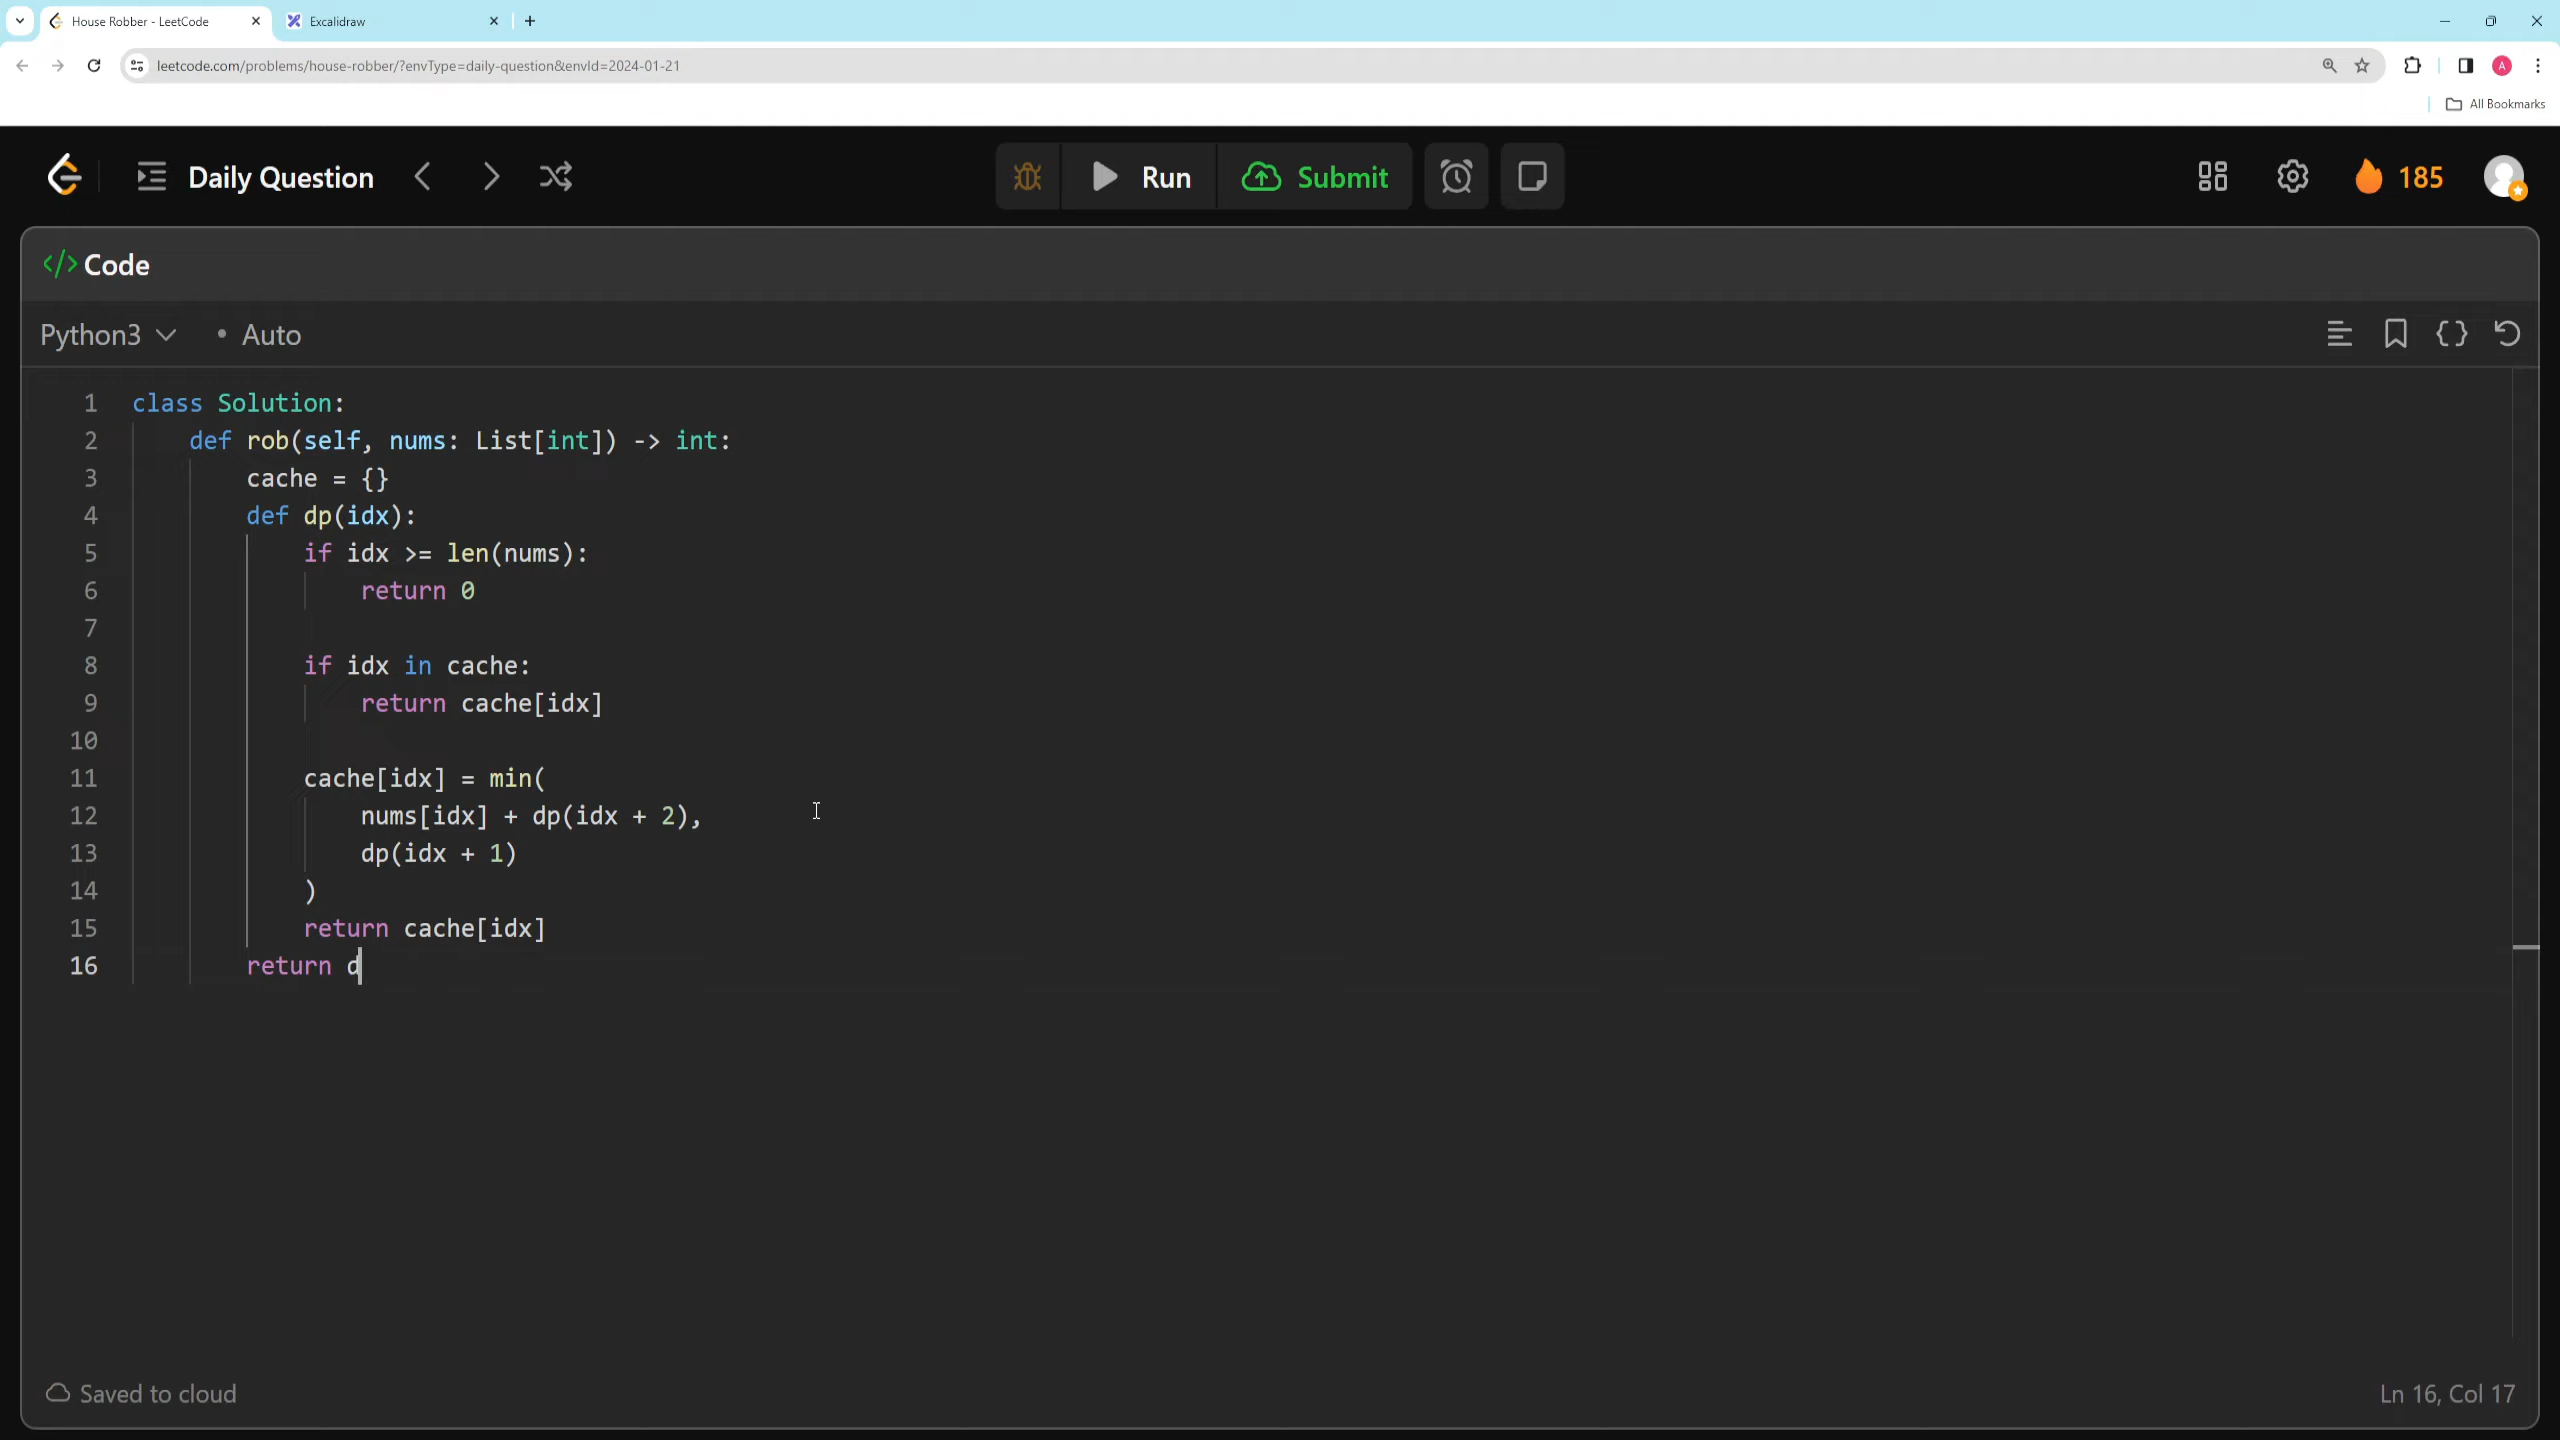 House Robber - LeetCode
Excalidraw
leetcode.com/problems/house-robber/?envType=daily-question&envId=2024-01-21
A
All Bookmarks
Daily Question
Run
Submit
185
</> Code
Python3
• Auto
1 class Solution:
2     def rob(self, nums: List[int]) -> int:
3         cache = {}
4         def dp(idx):
5             if idx >= len(nums):
6                 return 0
7
8             if idx in cache:
9                 return cache[idx]
10
11             cache[idx] = min(
12                 nums[idx] + dp(idx + 2),
13                 dp(idx + 1)
14             )
15             return cache[idx]
16         return d
Saved to cloud
Ln 16, Col 17